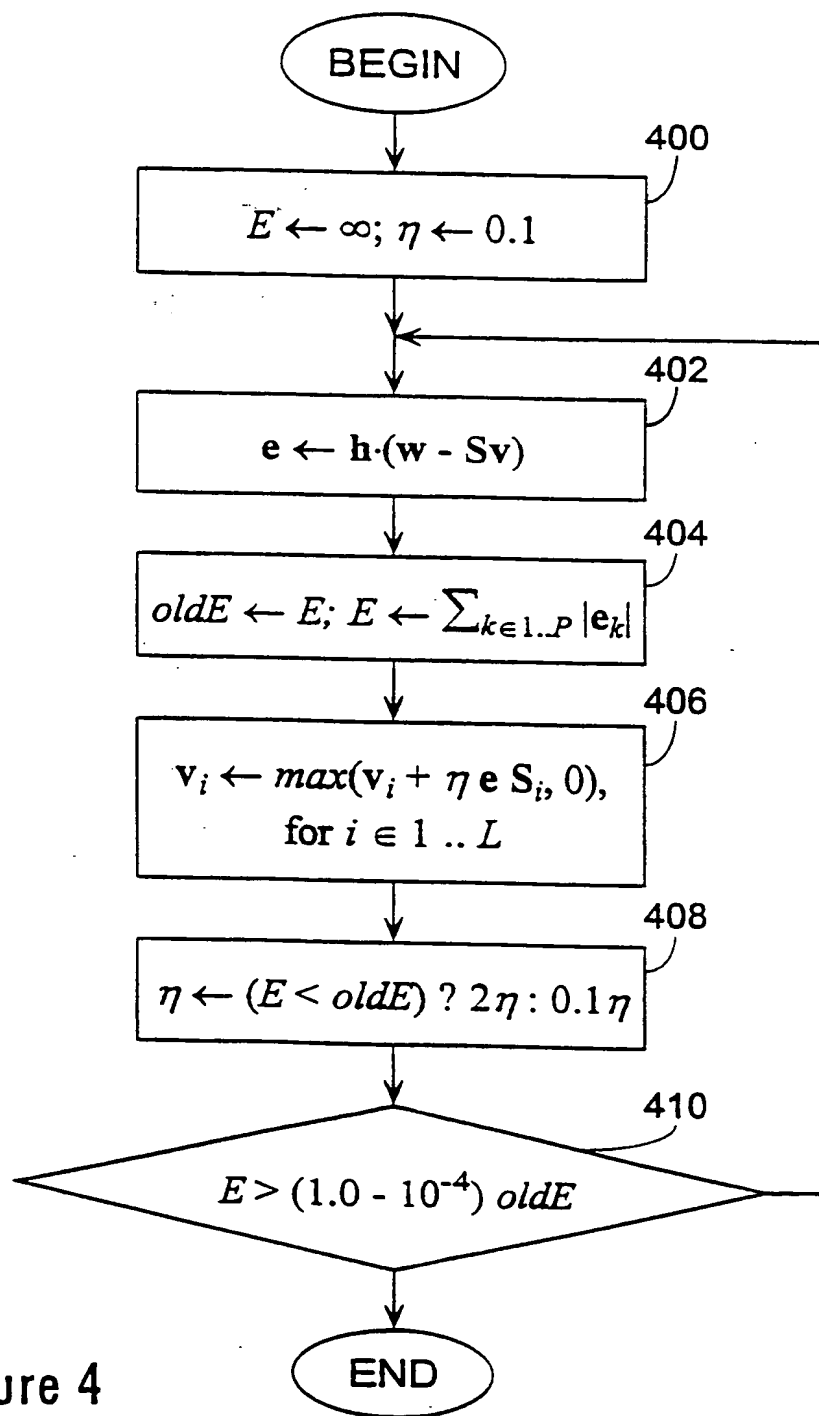 BEGIN
400
E ← ∞; η ← 0.1
402
e ← h·(w - Sv)
404
oldE ← E; E ← ∑k∈1..P |ek|
406
vi ← max(vi + η e Si, 0),
for i ∈ 1 .. L
408
η ← (E < oldE) ? 2η : 0.1η
410
E > (1.0 - 10⁻⁴) oldE
END
ure 4